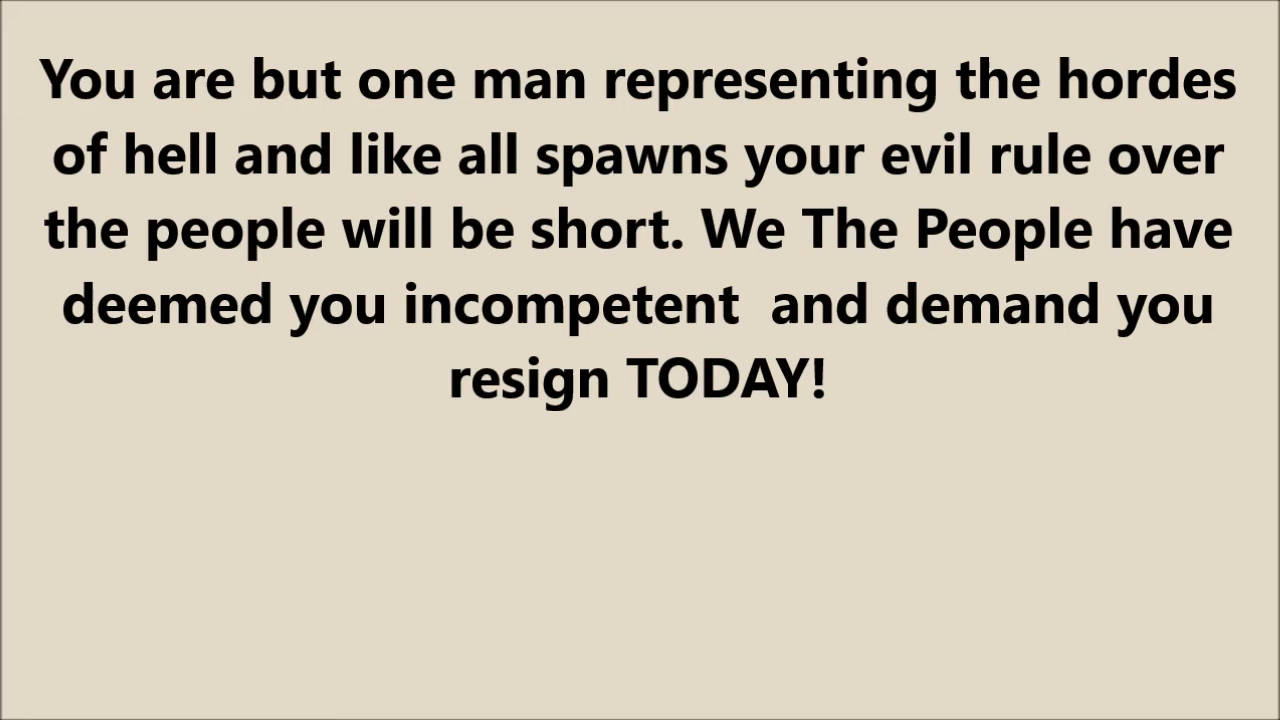 You are but one man representing the hordes
of hell and like all spawns your evil rule over
the people will be short. We The People have
deemed you incompetent  and demand you
resign TODAY!